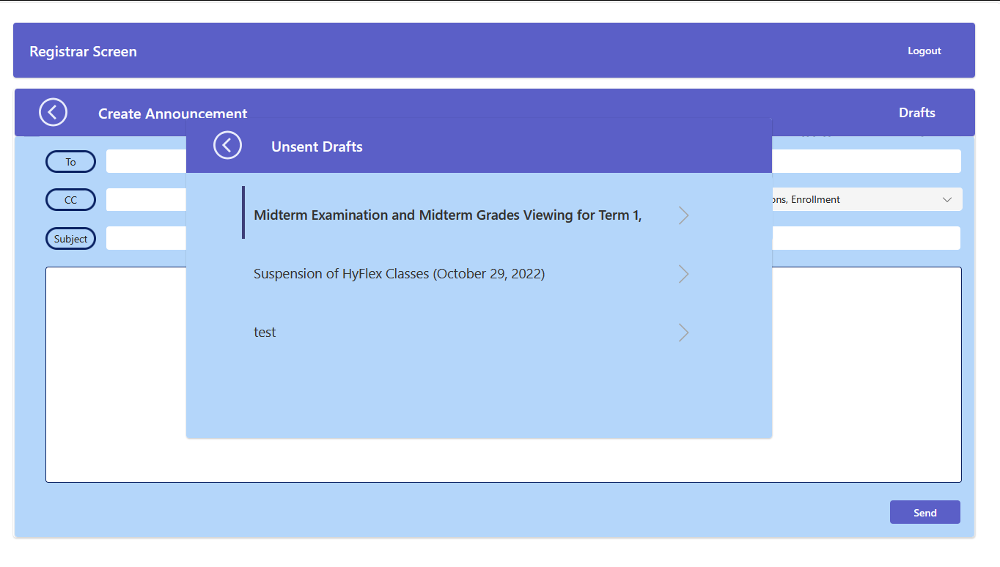 Registrar Screen
Logout
Create Announcement
Drafts
Unsent Drafts
To
CC
Enrollment
Subject
Midterm Examination and Midterm Grades Viewing for Term 1,
Suspension of HyFlex Classes (October 29, 2022)
test
Send